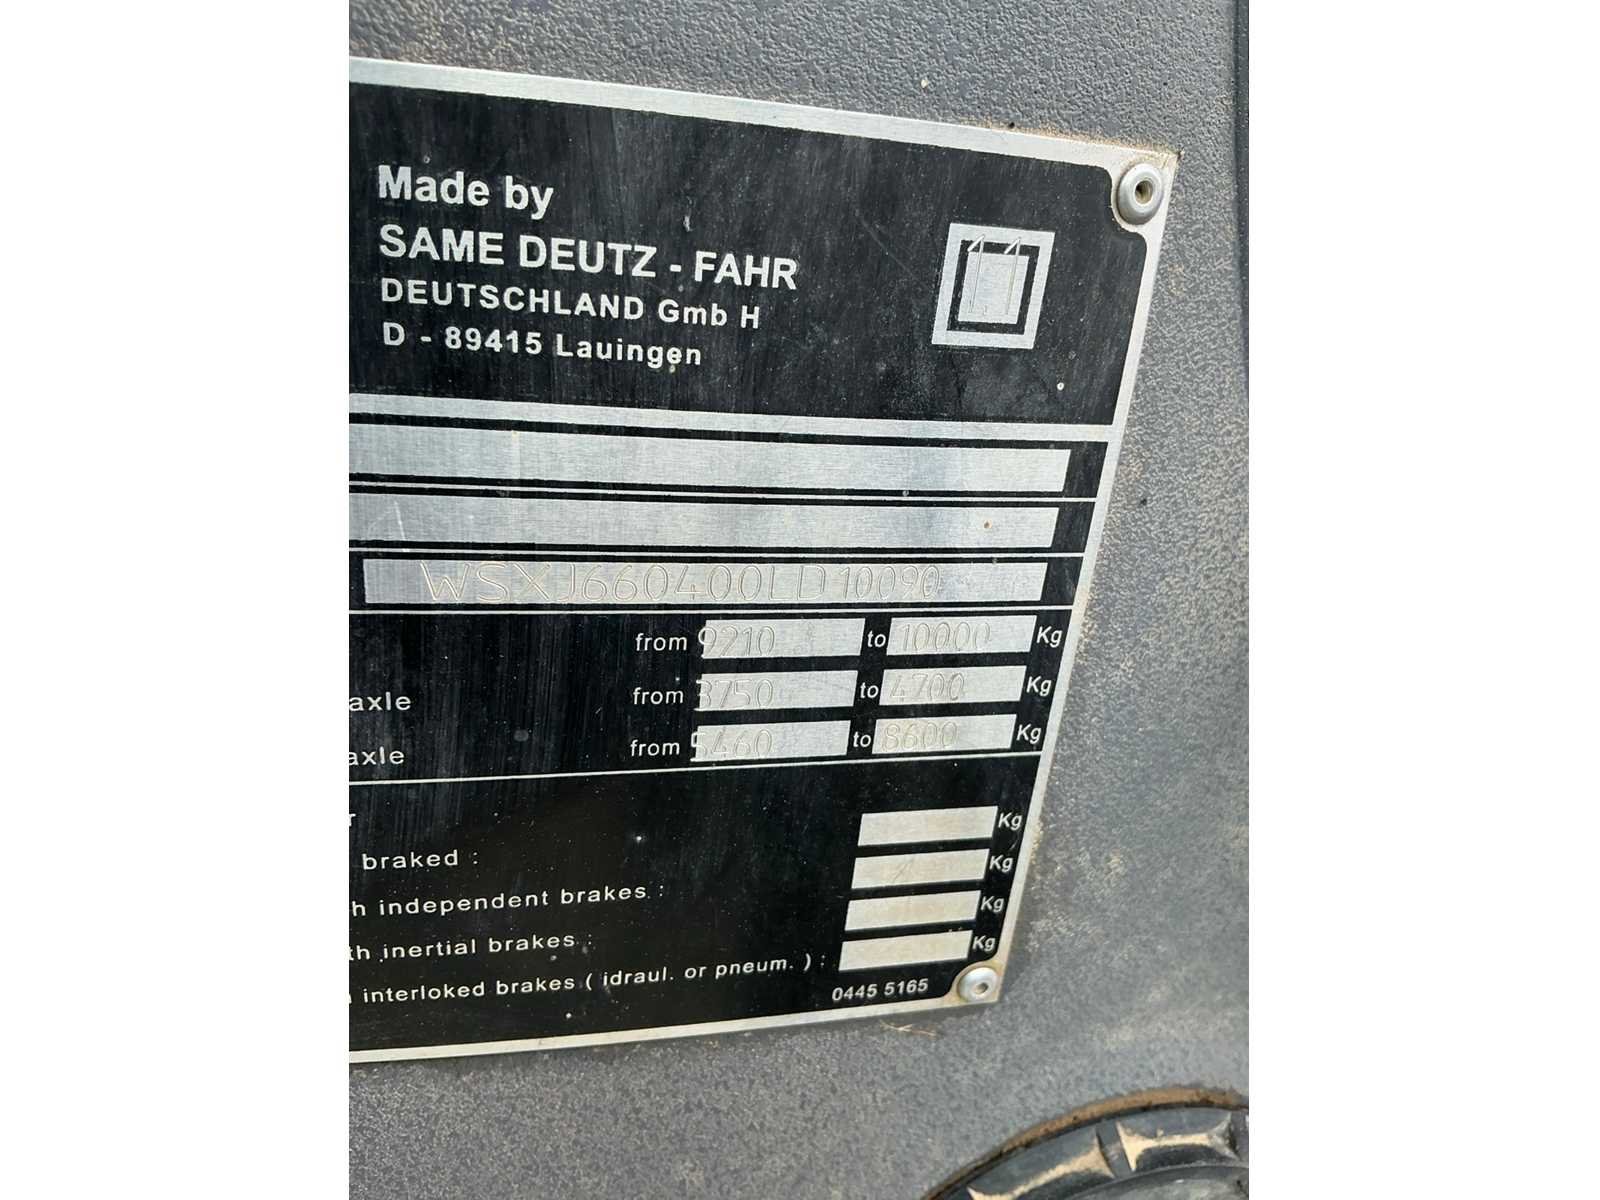 Made by
SAME DEUTZ - FAHR
DEUTSCHLAND Gmb H
D - 89415 Lauingen
WSXJ660400LD10090
from 9210 to 10000 Kg
axle from 3750 to 4700 Kg
axle from 5460 to 8600 Kg
Kg
braked : Kg
independent brakes : Kg
inertial brakes : Kg
interloked brakes ( idraul. or pneum. ) :
0445 5165